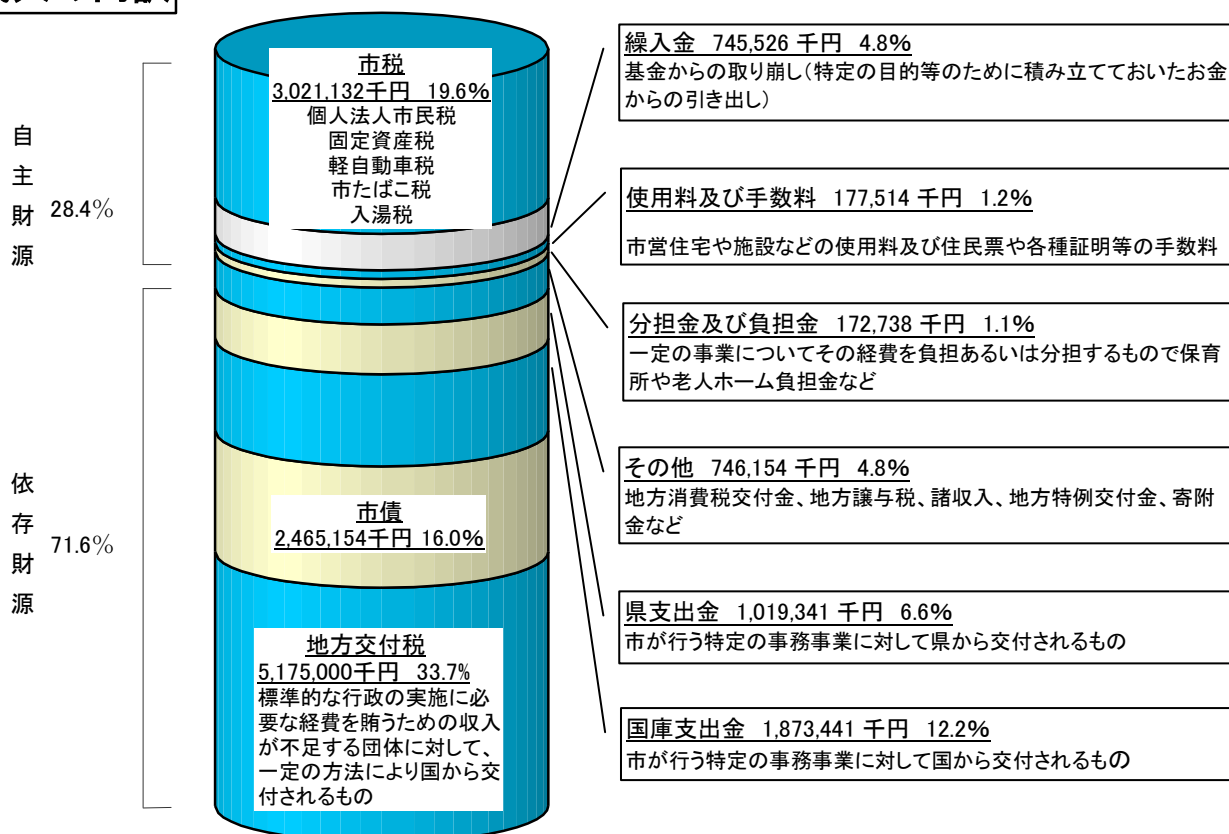 自主財源
28.4%
依存財源
71.6%
市税
3,021,132千円 19.6%
個人法人市民税
固定資産税
軽自動車税
市たばこ税
入湯税
市債
2,465,154千円 16.0%
地方交付税
5,175,000千円 33.7%
標準的な行政の実施に必
要な経費を賄うための収入
が不足する団体に対して、
一定の方法により国から交
付されるもの
繰入金 745,526 千円 4.8%
基金からの取り崩し(特定の目的等のために積み立てておいたお金
からの引き出し)
使用料及び手数料 177,514 千円 1.2%
市営住宅や施設などの使用料及び住民票や各種証明等の手数料
分担金及び負担金 172,738 千円 1.1%
一定の事業についてその経費を負担あるいは分担するもので保育
所や老人ホーム負担金など
その他 746,154 千円 4.8%
地方消費税交付金、地方譲与税、諸収入、地方特例交付金、寄附
金など
県支出金 1,019,341 千円 6.6%
市が行う特定の事務事業に対して県から交付されるもの
国庫支出金 1,873,441 千円 12.2%
市が行う特定の事務事業に対して国から交付されるもの